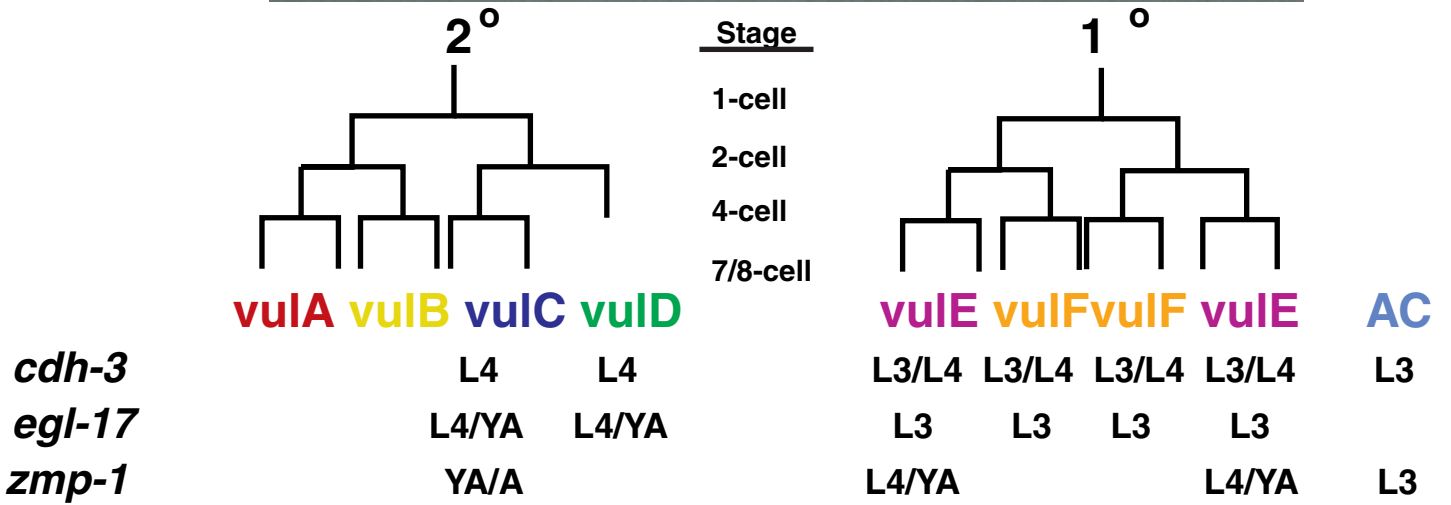 2º Stage 1º
1-cell
2-cell
4-cell
7/8-cell
vulA vulB vulC vulD vulE vulF vulF vulE AC
cdh-3 L4 L4 L3/L4 L3/L4 L3/L4 L3/L4 L3
egl-17 L4/YA L4/YA L3 L3 L3 L3
zmp-1 YA/A L4/YA L4/YA L3